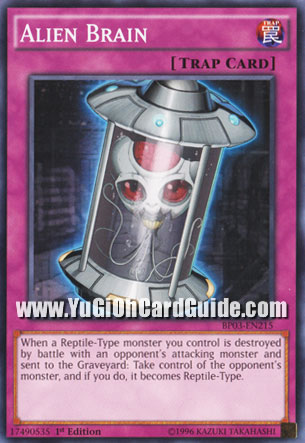 Alien Brain
TRAP
罠
[TRAP CARD]
www.YuGiOhCardGuide.com
BP03-EN215
When a Reptile-Type monster you control is destroyed
by battle with an opponent's attacking monster and
sent to the Graveyard: Take control of the opponent's
monster, and if you do, it becomes Reptile-Type.
17490535 1st Edition ©1996 KAZUKI TAKAHASHI